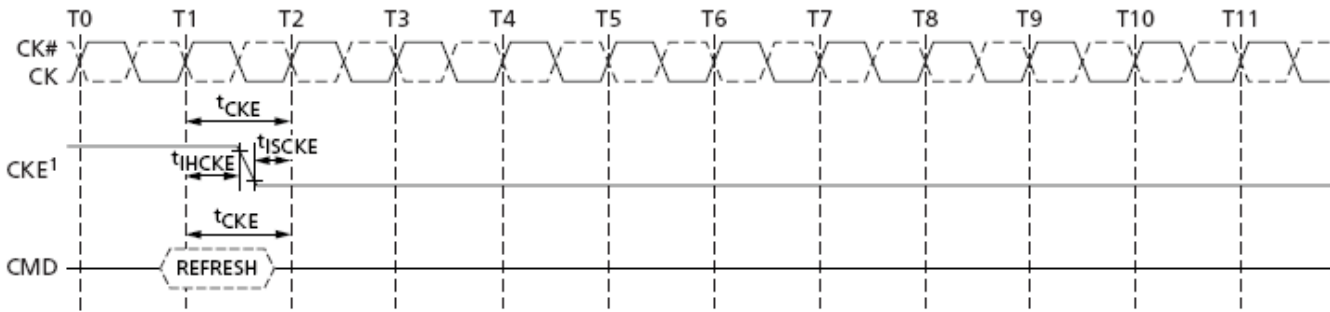 T0 T1 T2 T3 T4 T5 T6 T7 T8 T9 T10 T11
CK#
CK
tCKE
tISCKE
CKE1
tIHCKE
tCKE
CMD
REFRESH